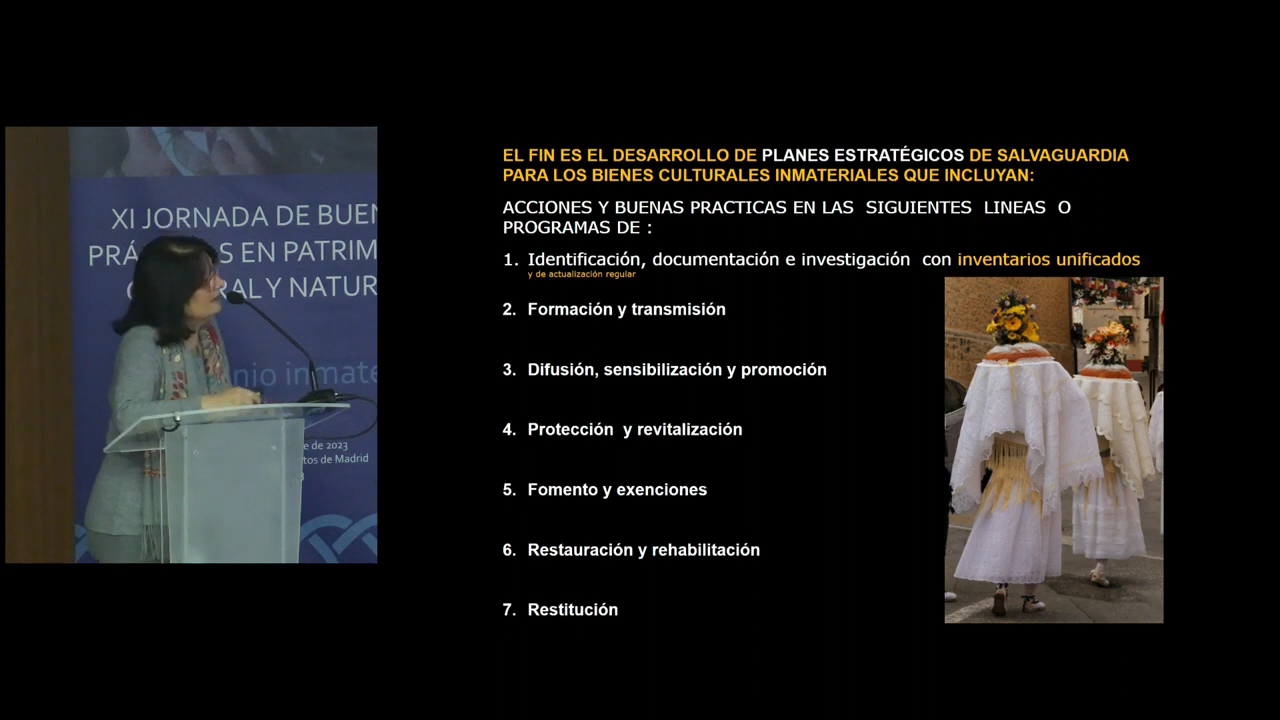 XI JORNADA DE BUEN
PRÁ S EN PATRIM
RAL Y NATUR
nio inmate
e de 2023
tos de Madrid
EL FIN ES EL DESARROLLO DE PLANES ESTRATÉGICOS DE SALVAGUARDIA
PARA LOS BIENES CULTURALES INMATERIALES QUE INCLUYAN:
ACCIONES Y BUENAS PRACTICAS EN LAS SIGUIENTES LINEAS O
PROGRAMAS DE :
1. Identificación, documentación e investigación con inventarios unificados
y de actualización regular
2. Formación y transmisión
3. Difusión, sensibilización y promoción
4. Protección y revitalización
5. Fomento y exenciones
6. Restauración y rehabilitación
7. Restitución